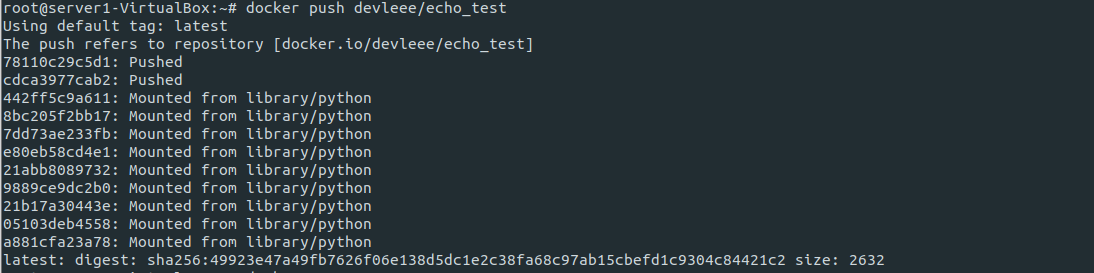 root@server1-VirtualBox:~# docker push devleee/echo_test
Using default tag: latest
The push refers to repository [docker.io/devleee/echo_test]
78110c29c5d1: Pushed
cdca3977cab2: Pushed
442ff5c9a611: Mounted from library/python
8bc205f2bb17: Mounted from library/python
7dd73ae233fb: Mounted from library/python
e80eb58cd4e1: Mounted from library/python
21abb8089732: Mounted from library/python
9889ce9dc2b0: Mounted from library/python
21b17a30443e: Mounted from library/python
05103deb4558: Mounted from library/python
a881cfa23a78: Mounted from library/python
latest: digest: sha256:49923e47a49fb7626f06e138d5dc1e2c38fa68c97ab15cbefd1c9304c84421c2 size: 2632